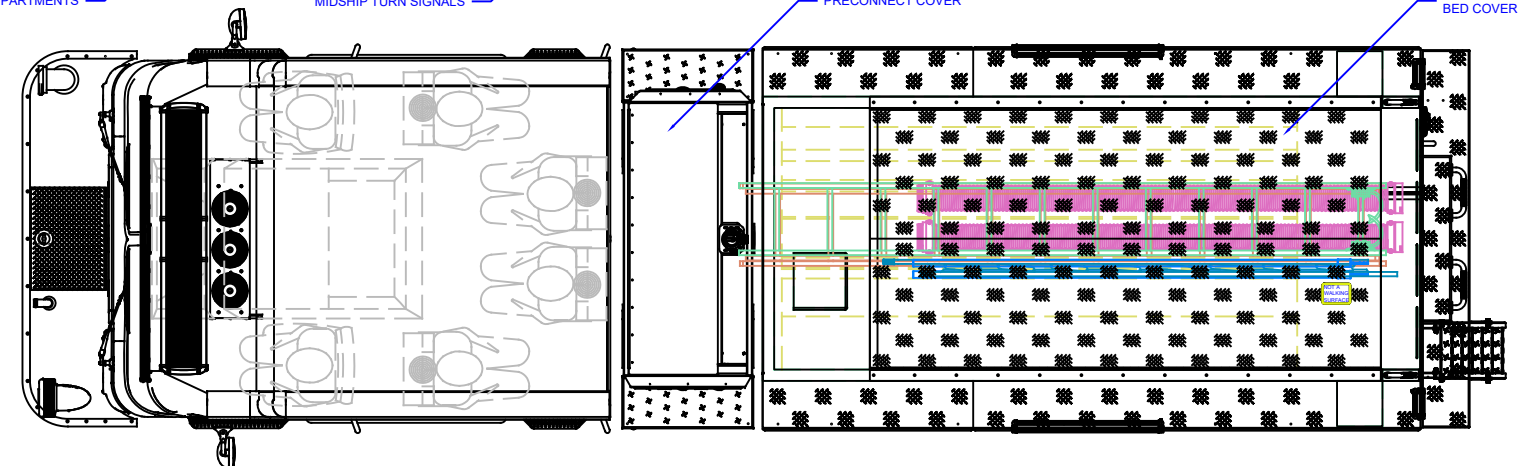 PARTMENTS
MIDSHIP TURN SIGNALS
PRECONNECT COVER
BED COVER
NOT A
WALKING
SURFACE